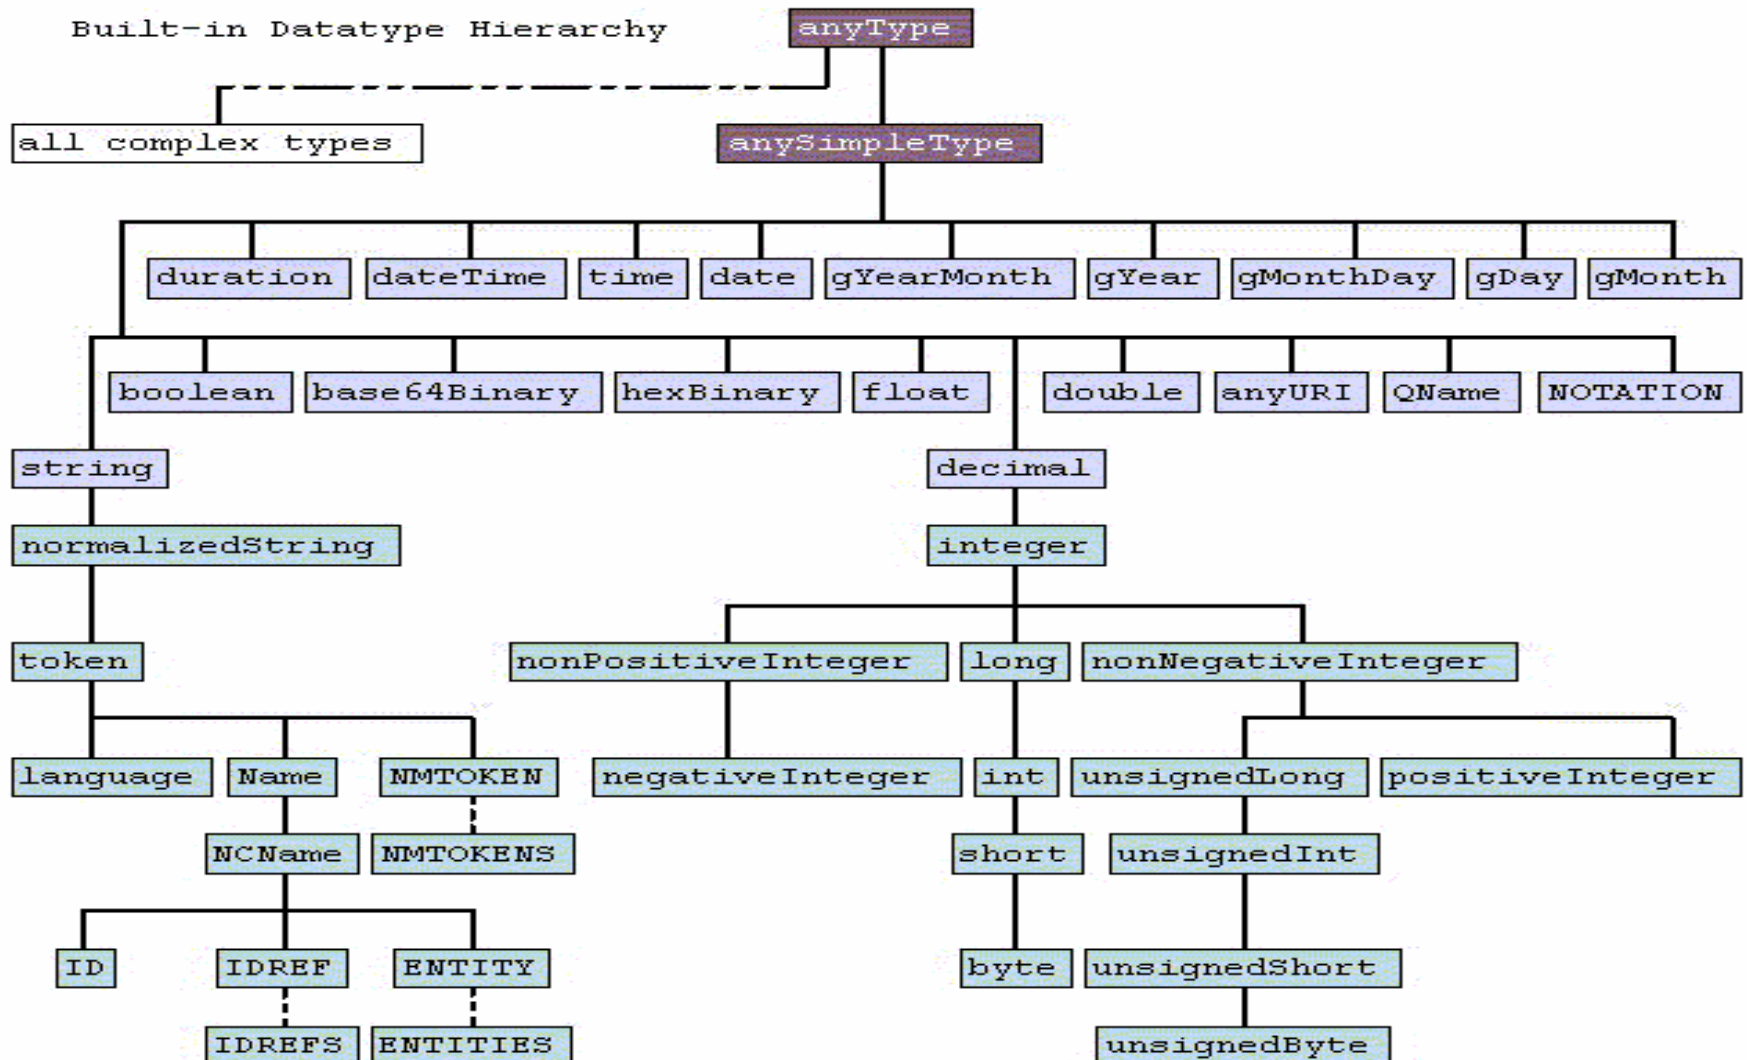 Built-in Datatype Hierarchy anyType
all complex types anySimpleType
duration dateTime time date gYearMonth gYear gMonthDay gDay gMonth
boolean base64Binary hexBinary float double anyURI QName NOTATION
string decimal
normalizedString integer
token nonPositiveInteger long nonNegativeInteger
language Name NMTOKEN negativeInteger int unsignedLong positiveInteger
NCName NMTOKENS short unsignedInt
ID IDREF ENTITY byte unsignedShort
IDREFS ENTITIES unsignedByte